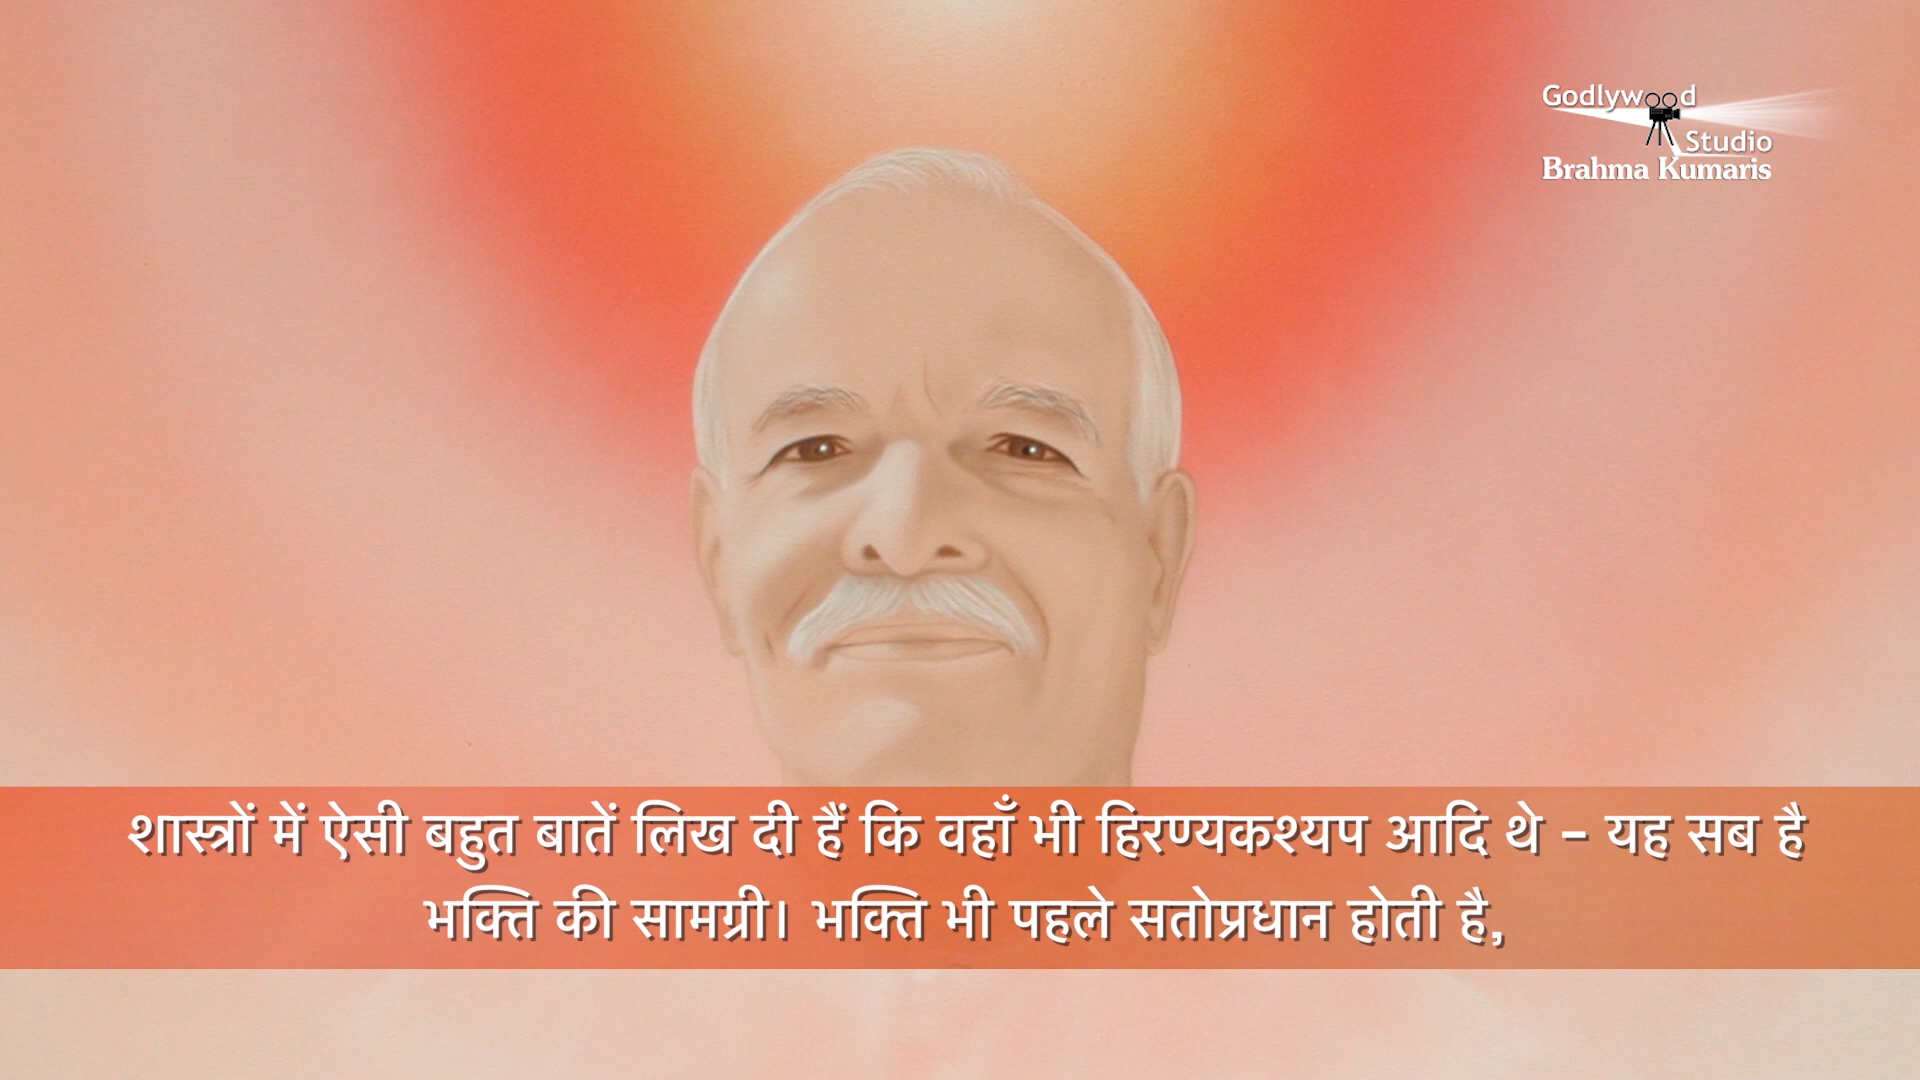 Godlywood
Studio
Brahma Kumaris
शास्त्रों में ऐसी बहुत बातें लिख दी हैं कि वहाँ भी हिरण्यकश्यप आदि थे - यह सब है
भक्ति की सामग्री। भक्ति भी पहले सतोप्रधान होती है,